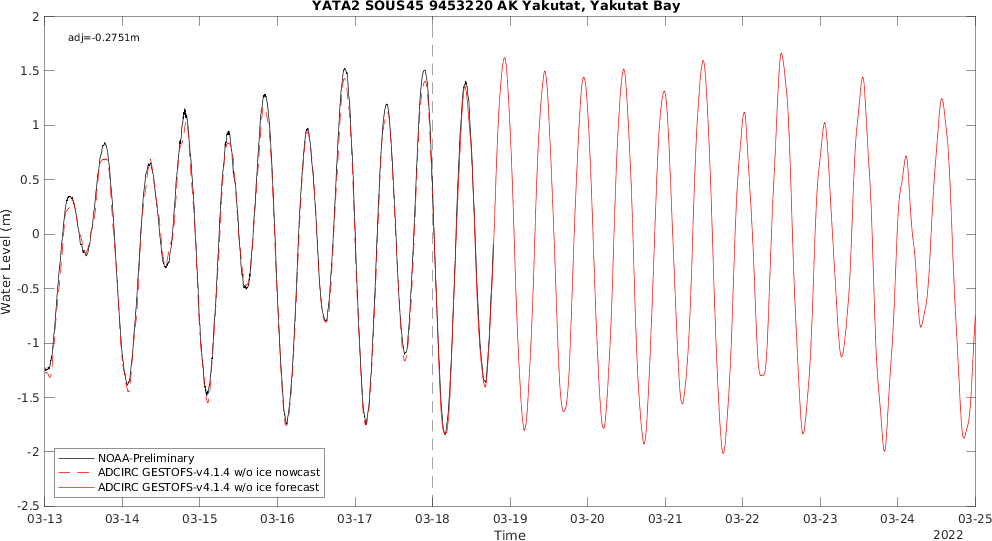 YATA2 SOUS45 9453220 AK Yakutat, Yakutat Bay
adj=-0.2751m
2
1.5
1
0.5
0
-0.5
-1
-1.5
-2
-2.5
Water Level (m)
NOAA-Preliminary
ADCIRC GESTOFS-v4.1.4 w/o ice nowcast
ADCIRC GESTOFS-v4.1.4 w/o ice forecast
03-13 03-14 03-15 03-16 03-17 03-18 03-19 03-20 03-21 03-22 03-23 03-24 03-25
Time
2022